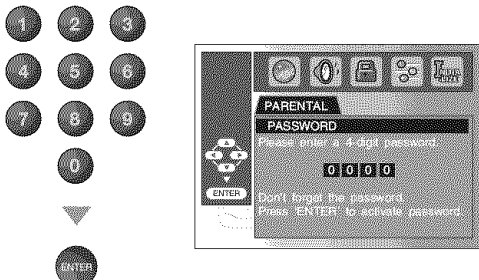 1 2 3
4 5 6
7 8 9
0
ENTER
PARENTAL
PASSWORD
Please enter a 4-digit password.
0 0 0 0
ENTER
Don't forget the password.
Press 'ENTER' to activate password.